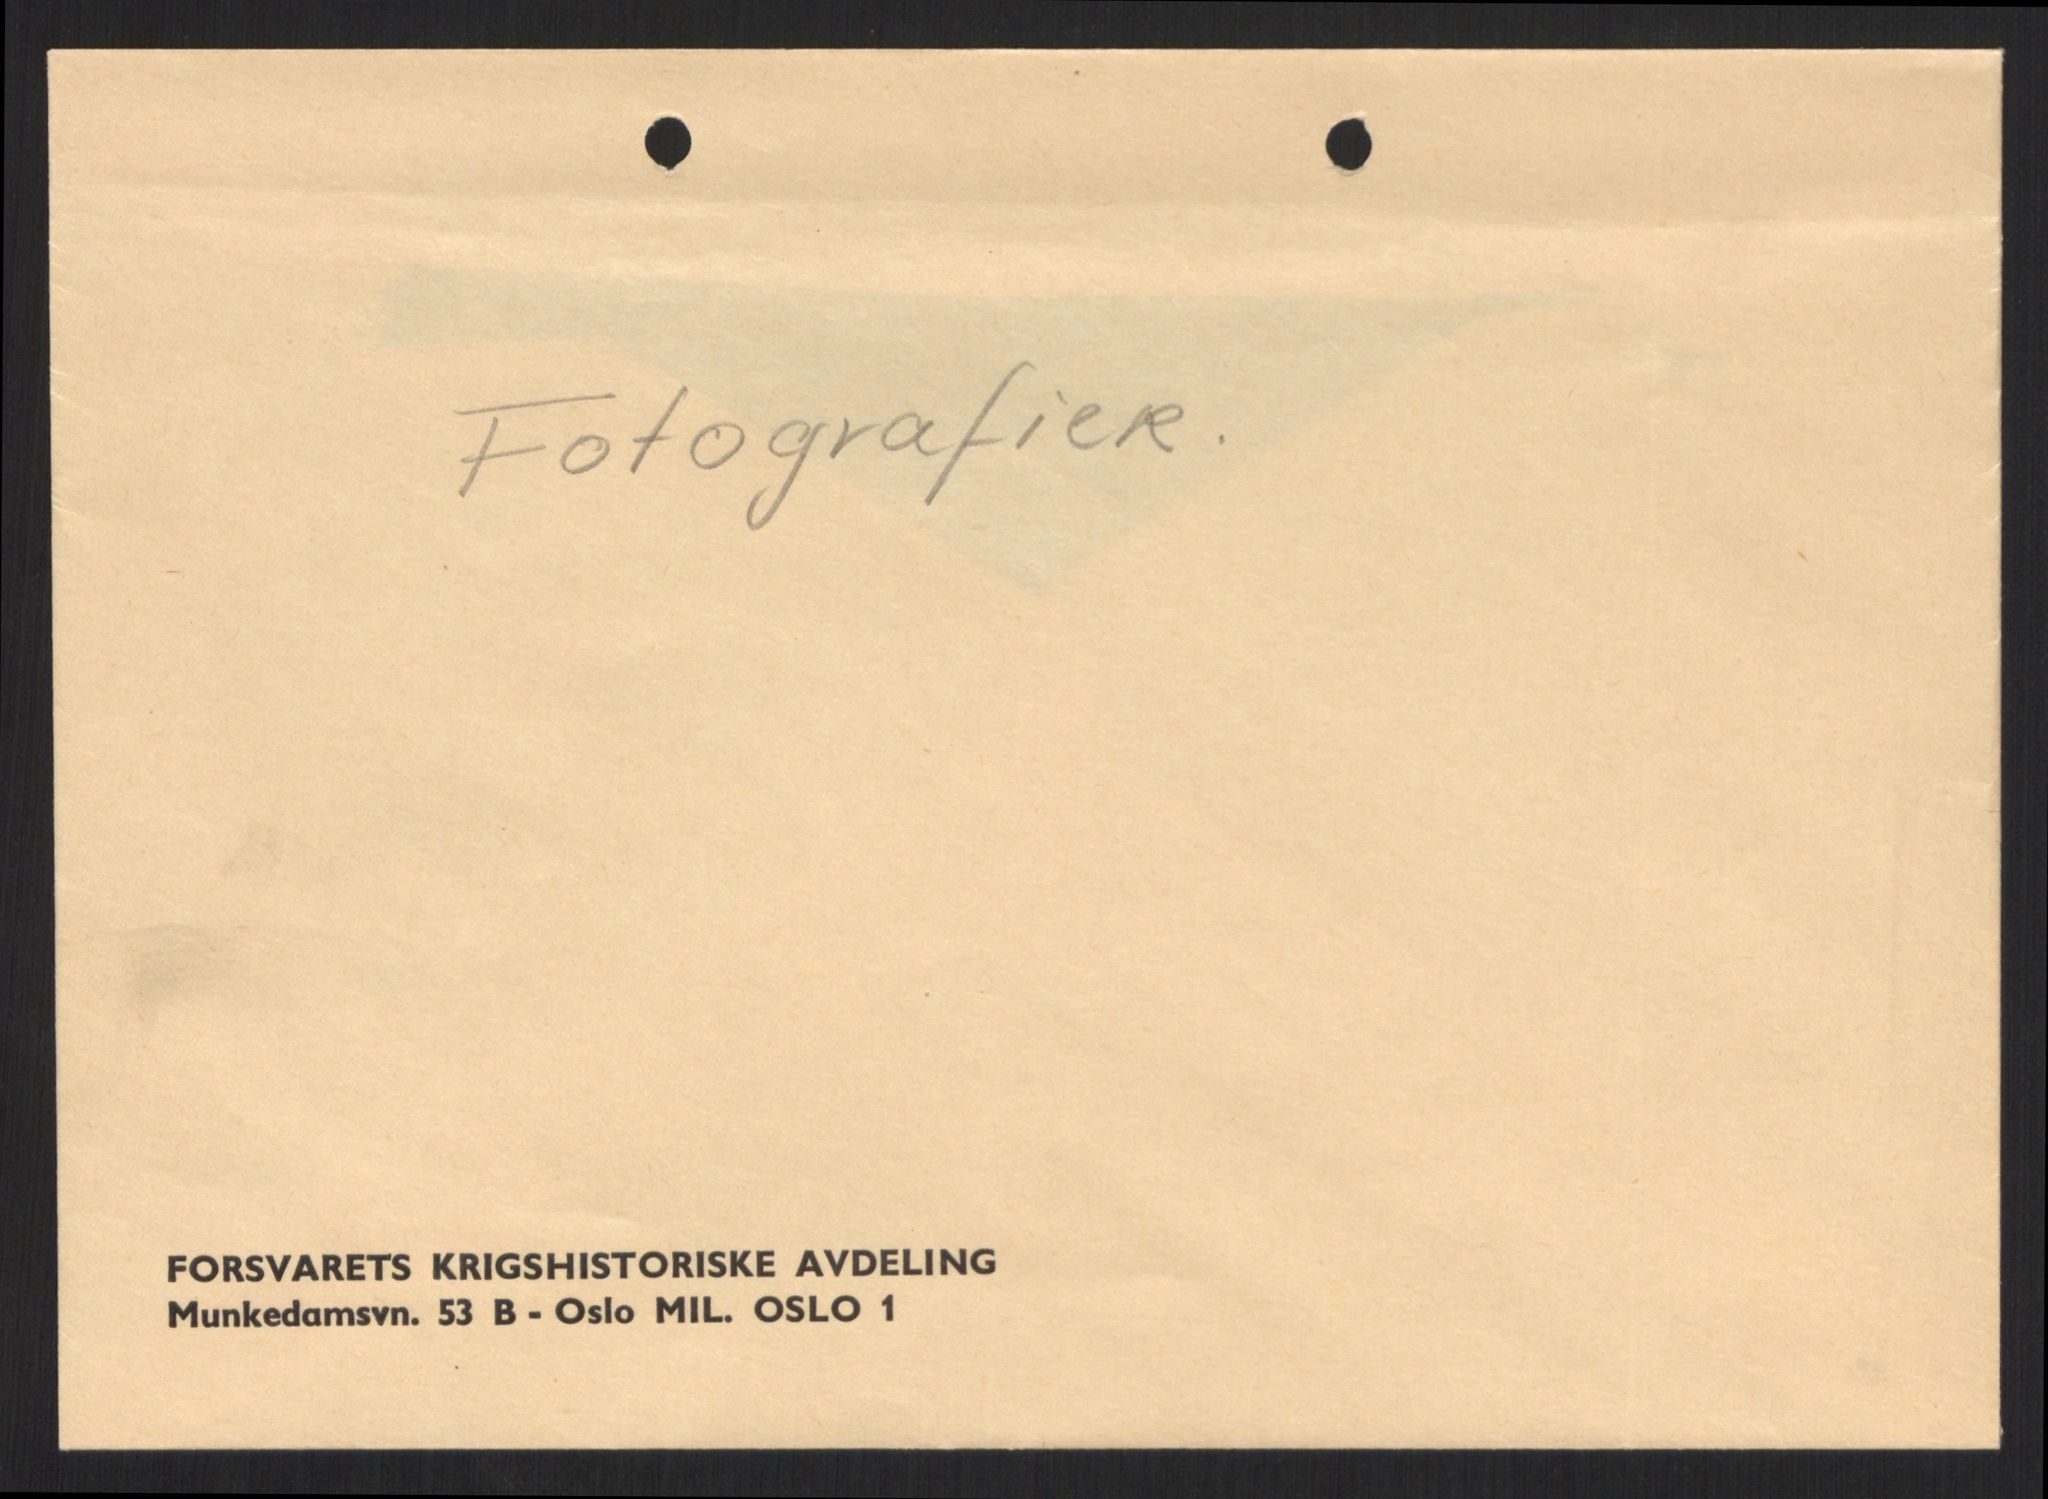 Fotografier.
FORSVARETS KRIGSHISTORISKE AVDELING
Munkedamsvn. 53 B - Oslo MIL. OSLO 1